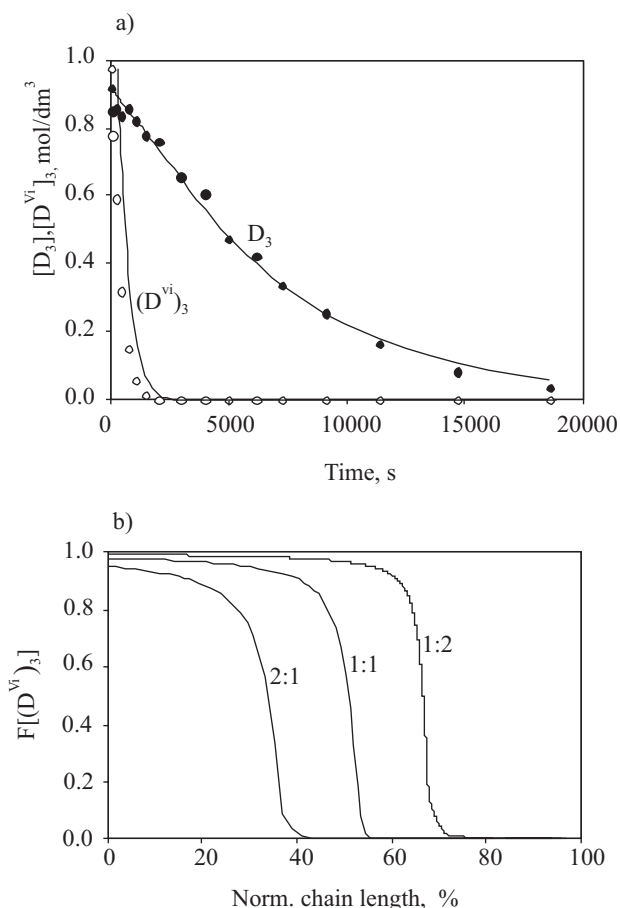 a)
[D₃],[Dⱽⁱ]₃, mol/dm³
1.0
0.8
0.6
0.4
0.2
0.0
D₃
(Dᵛⁱ)₃
0 5000 10000 15000 20000
Time, s
b)
F[(Dⱽⁱ)₃]
1.0
0.8
0.6
0.4
0.2
0.0
2:1
1:1
1:2
0 20 40 60 80 100
Norm. chain length, %